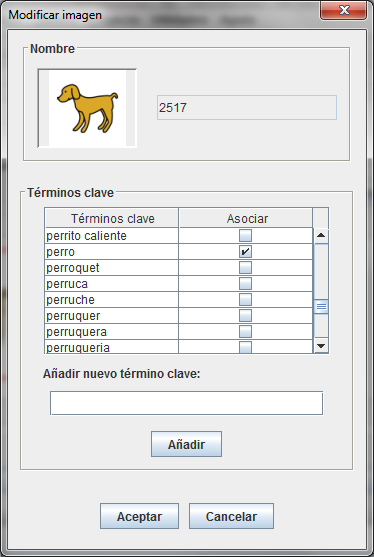 Modificar imagen
Nombre
2517
Términos clave
Términos clave Asociar
perrito caliente
perro
perroquet
perruca
perruche
perruquer
perruquera
perruqueria
Añadir nuevo término clave:
Añadir
Aceptar Cancelar